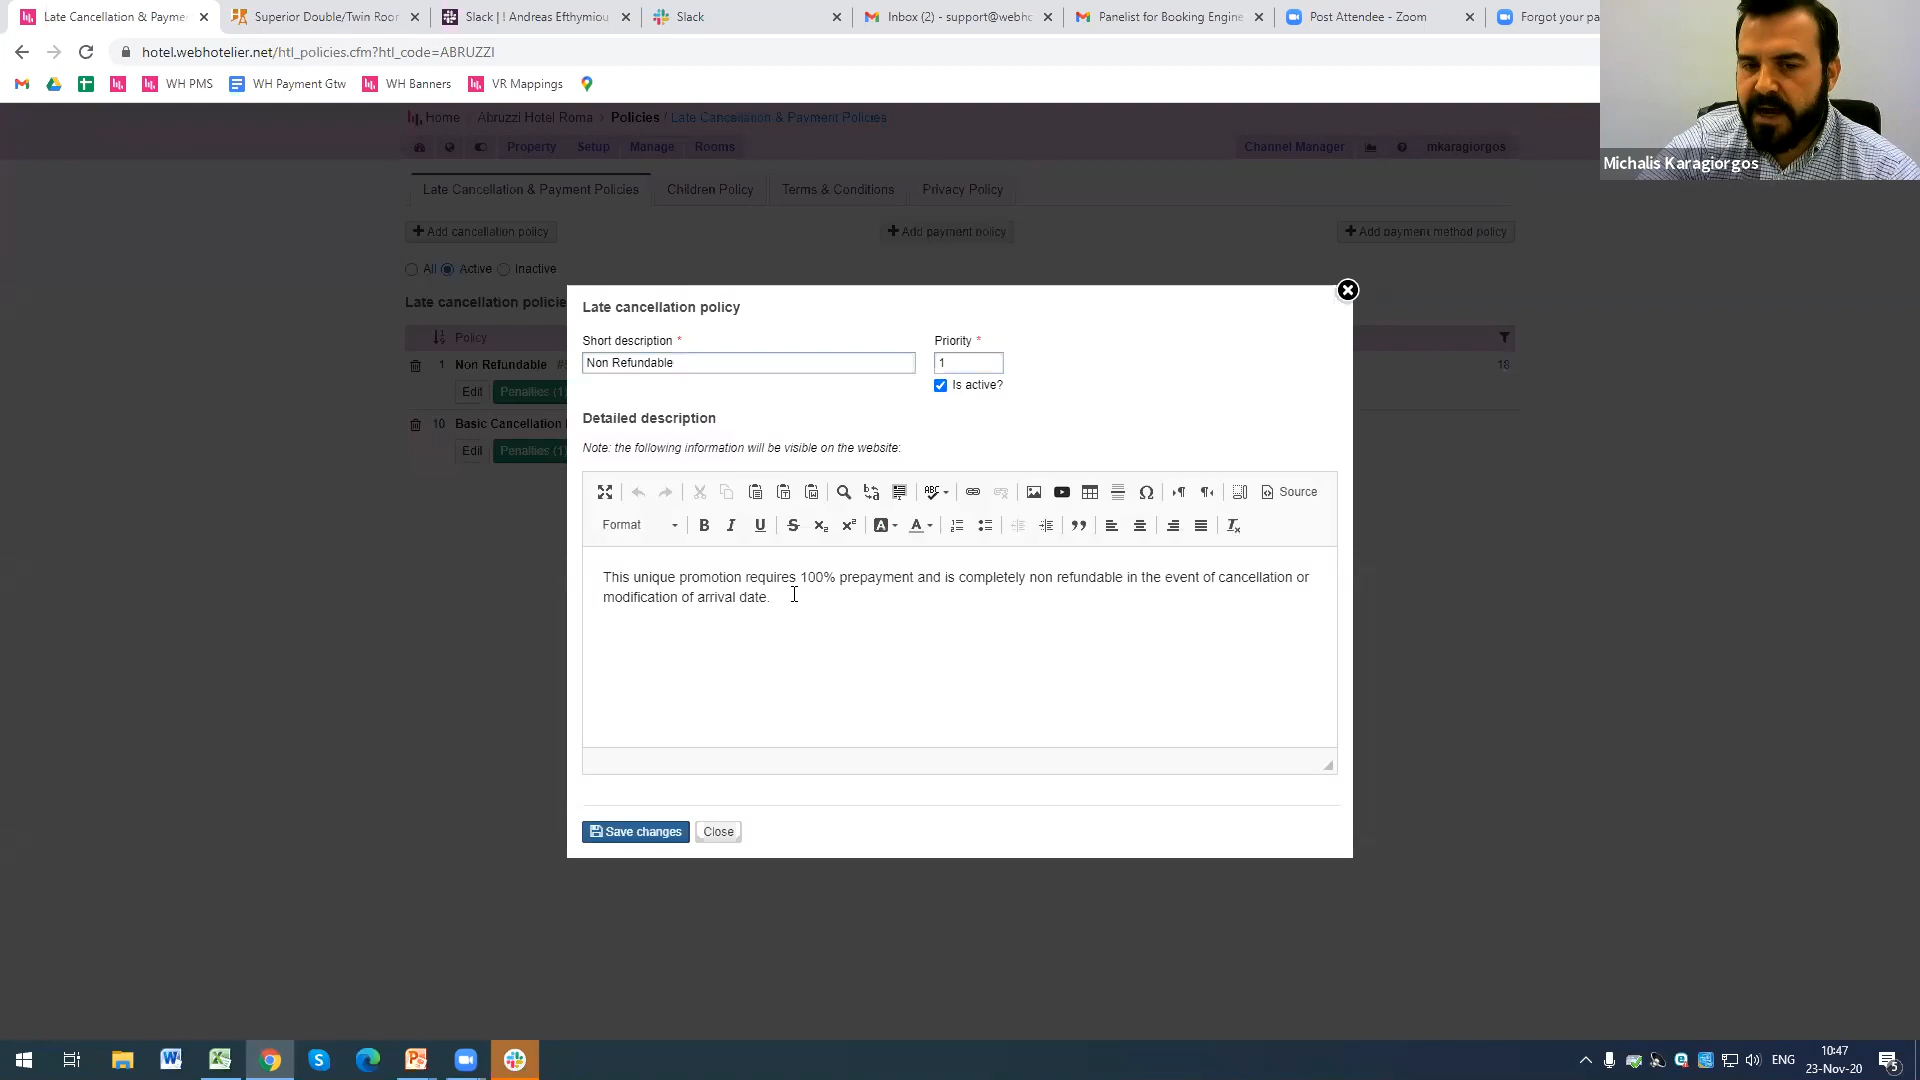 Late Cancellation & Payme
Superior Double/Twin Roor
Slack | ! Andreas Efthymiou
Slack
Inbox (2) - support@webhc
Panelist for Booking Engine
Post Attendee - Zoom
Forgot your pa
hotel.webhotelier.net/htl_policies.cfm?htl_code=ABRUZZI
WH PMS
WH Payment Gtw
WH Banners
VR Mappings
Michalis Karagiorgos
Home
Abruzzi Hotel Roma > Policies / Late Cancellation & Payment Policies
Property Setup Manage Rooms
Channel Manager
mkaragiorgos
Late Cancellation & Payment Policies
Children Policy
Terms & Conditions
Privacy Policy
Add cancellation policy
Add payment policy
Add payment method policy
All Active Inactive
Late cancellation policie
Policy
1 Non Refundable
18
Edit Penalties (1)
10 Basic Cancellation
Edit Penalties (1)
Late cancellation policy
Short description *
Priority *
Non Refundable
1
Is active?
Detailed description
Note: the following information will be visible on the website:
Source
Format
This unique promotion requires 100% prepayment and is completely non refundable in the event of cancellation or
modification of arrival date.
Save changes
Close
ENG
10:47
23-Nov-20
5